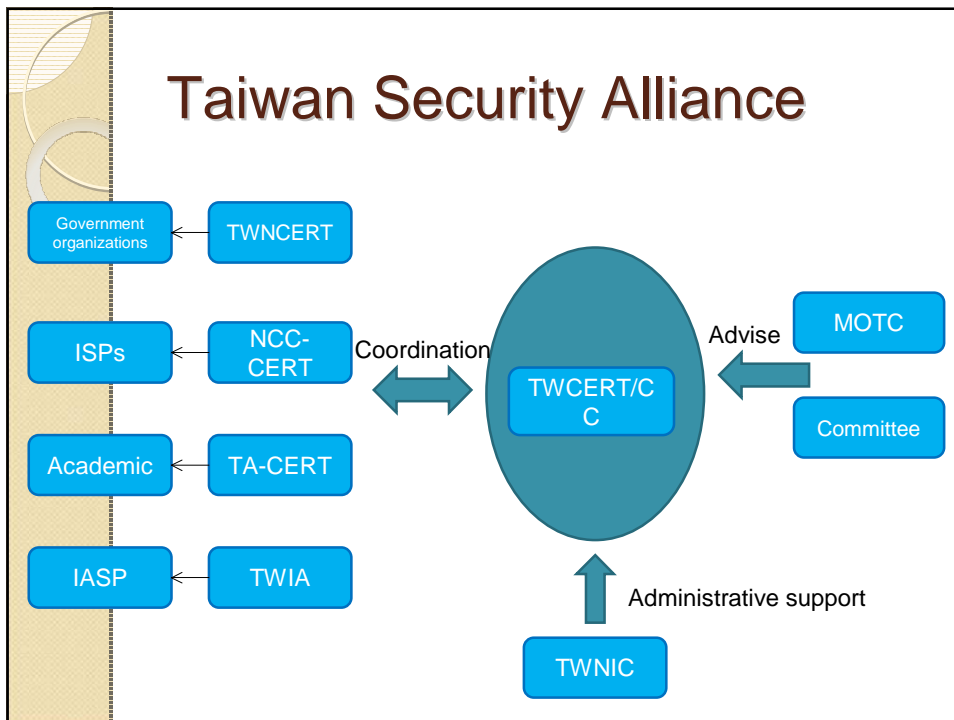 Taiwan Security Alliance
Government
organizations
TWNCERT
ISPs
NCC-
CERT
Academic
TA-CERT
IASP
TWIA
Coordination
TWCERT/C
C
Advise
MOTC
Committee
Administrative support
TWNIC